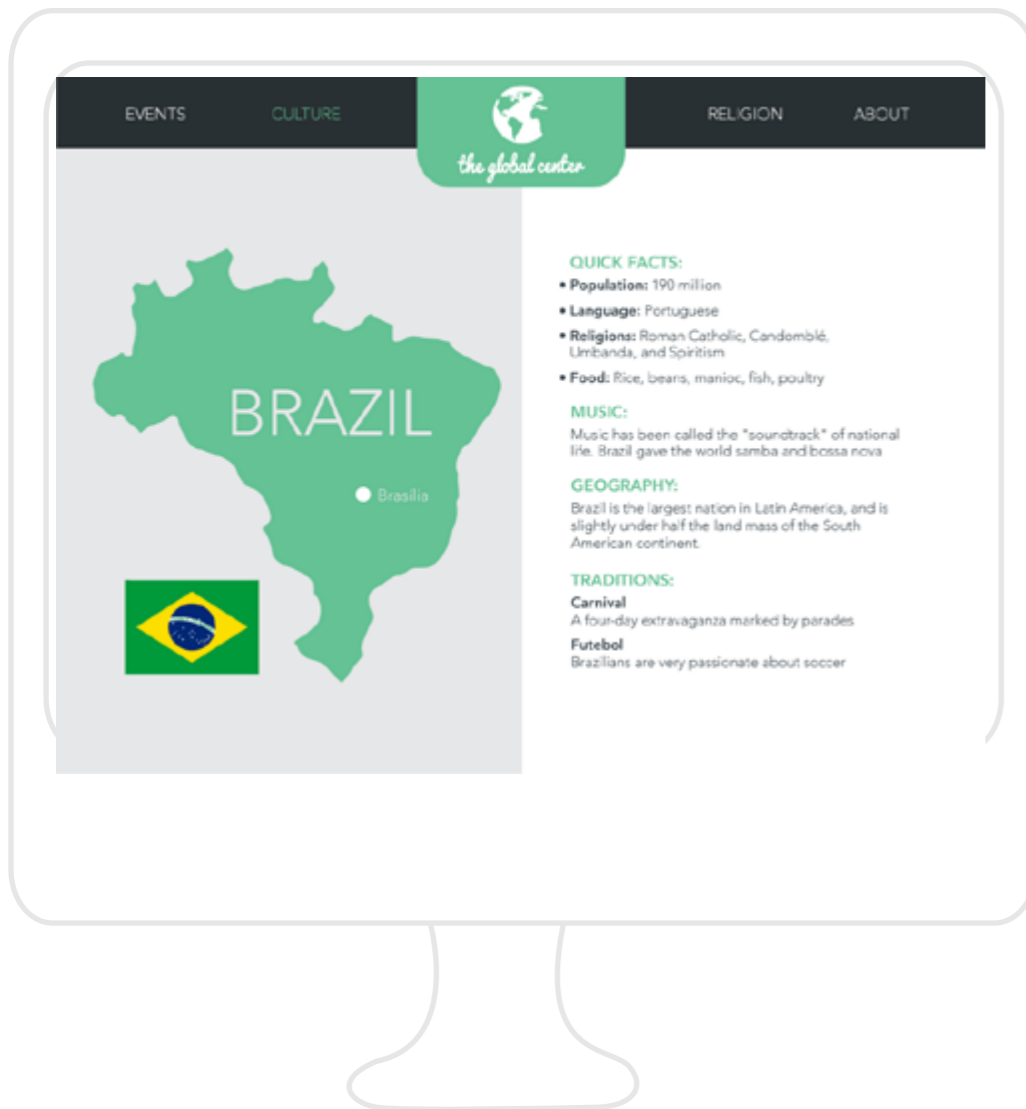 EVENTS CULTURE the global center RELIGION ABOUT
BRAZIL
Brasília
QUICK FACTS:
• Population: 190 million
• Language: Portuguese
• Religions: Roman Catholic, Candomblé,
Umbanda, and Spiritism
• Food: Rice, beans, manioc, fish, poultry
MUSIC:
Music has been called the "soundtrack" of national
life. Brazil gave the world samba and bossa nova
GEOGRAPHY:
Brazil is the largest nation in Latin America, and is
slightly under half the land mass of the South
American continent.
TRADITIONS:
Carnival
A four-day extravaganza marked by parades
Futebol
Brazilians are very passionate about soccer